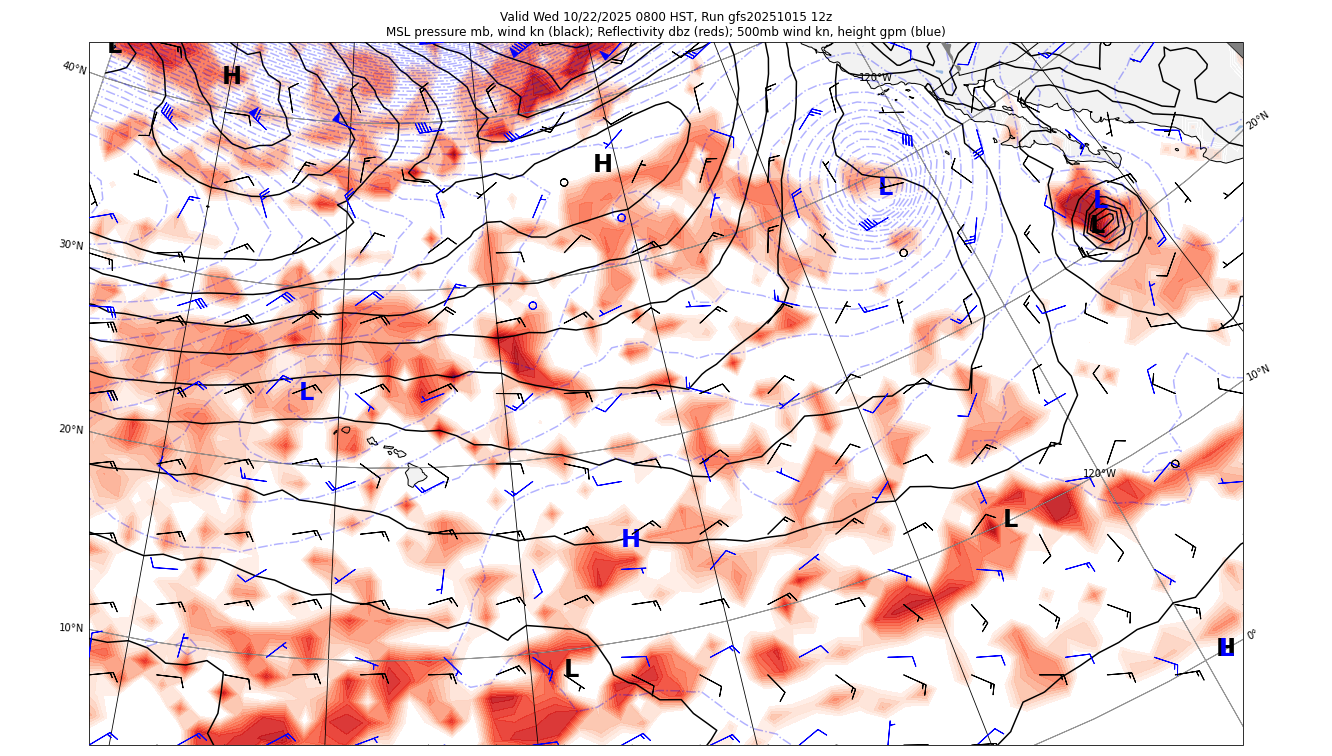 Valid Wed 10/22/2025 0800 HST, Run gfs20251015 12z
MSL pressure mb, wind kn (black); Reflectivity dbz (reds); 500mb wind kn, height gpm (blue)
L
H
40°N
120°W
20°N
H
L
L
L
30°N
L
10°N
20°N
120°W
L
H
10°N
0°
H
H
L